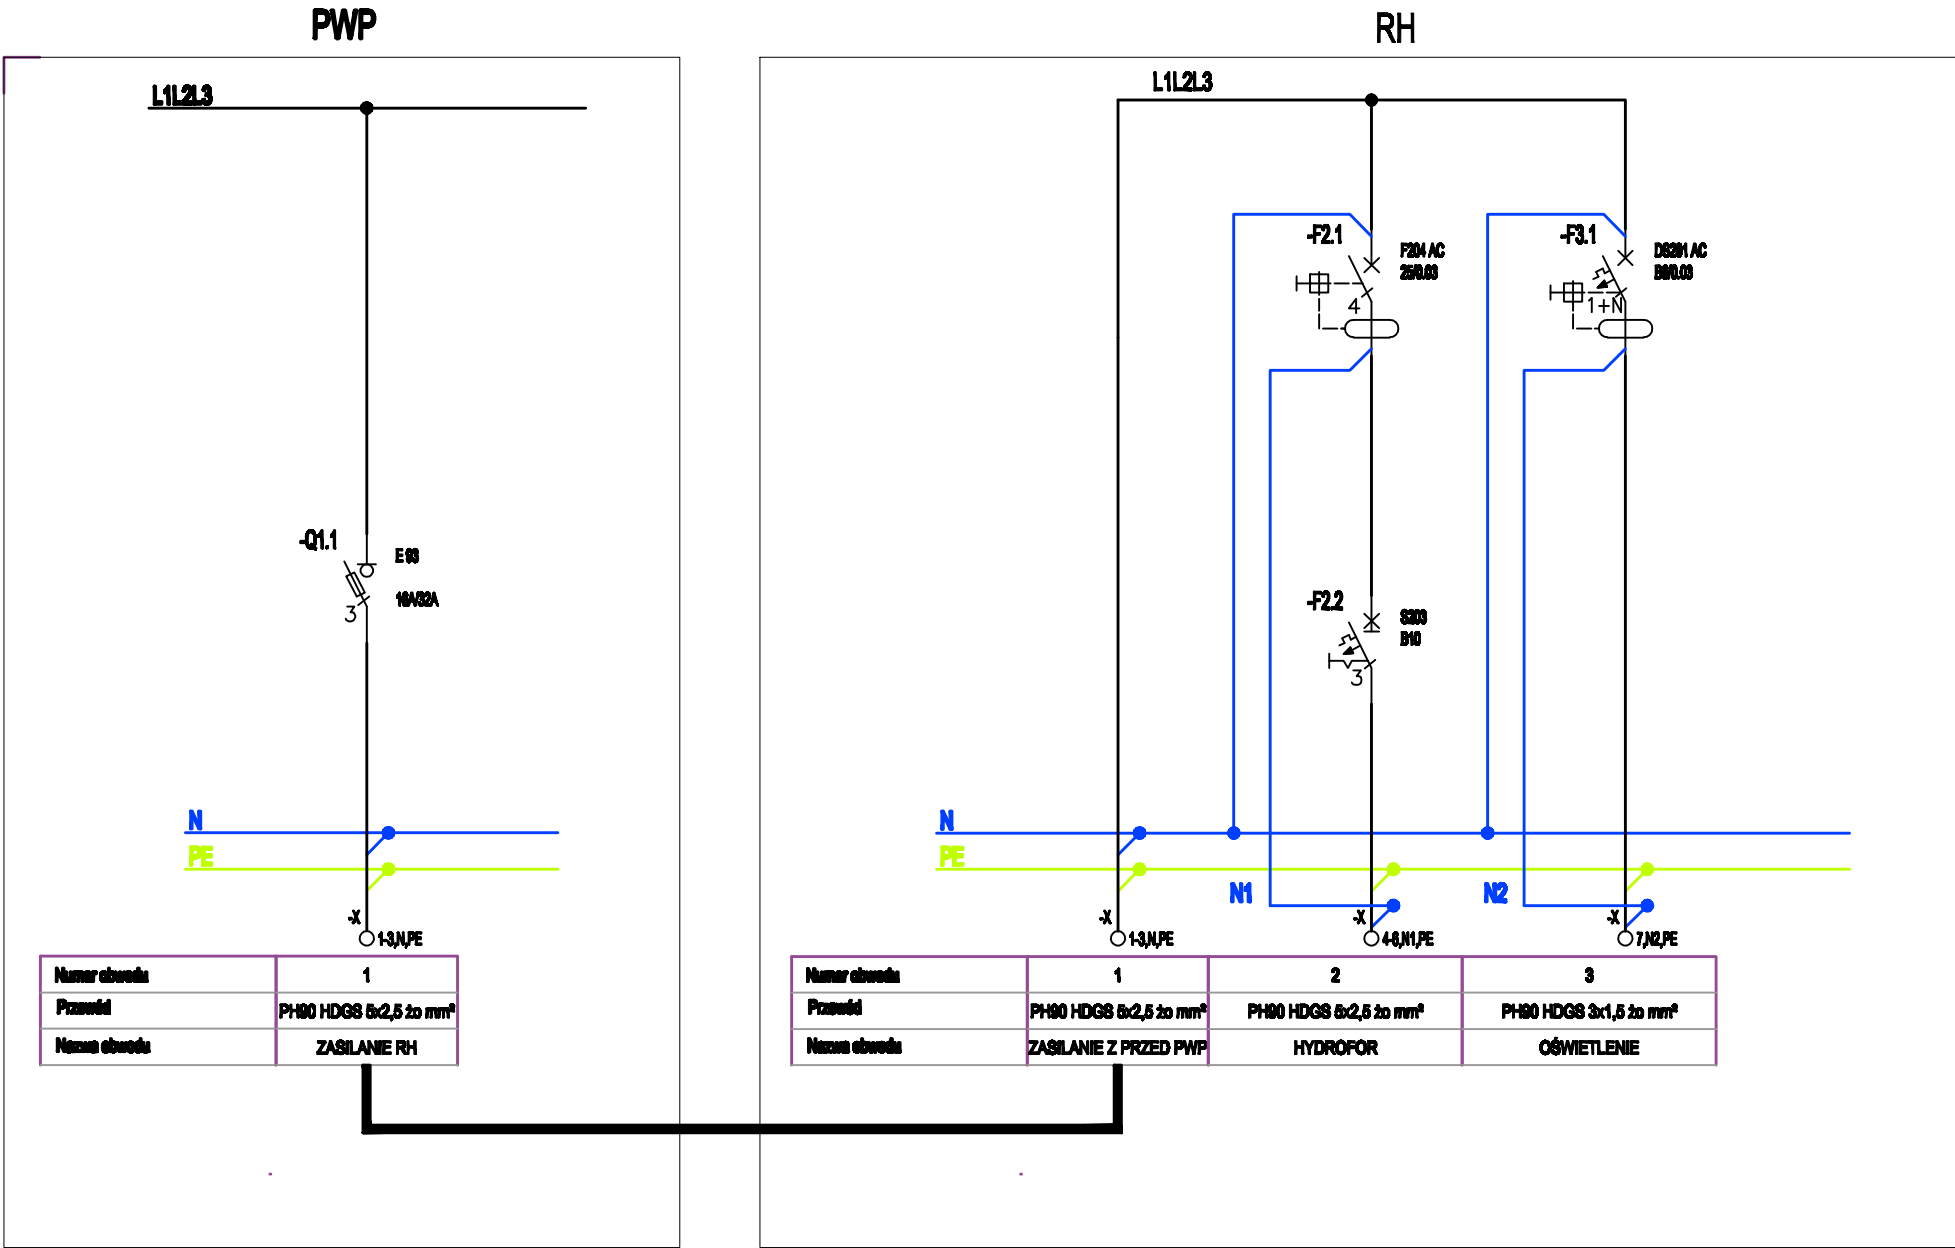 PWP
RH
L1L2L3
L1L2L3
-F2.1
F204 AC
25/0.03
4
-F3.1
DS201 AC
B6/0.03
1+N
-Q1.1
E 93
16A/32A
3
-F2.2
S203
B10
3
N
PE
N
PE
N1
N2
-X
1-3,N,PE
-X
1-3,N,PE
-X
4-6,N1,PE
-X
7,N2,PE
Numer obwodu 1
Przewód PH90 HDGS 5x2,5 żo mm²
Nazwa obwodu ZASILANIE RH
Numer obwodu 1 2 3
Przewód PH90 HDGS 5x2,5 żo mm² PH90 HDGS 5x2,5 żo mm² PH90 HDGS 3x1,5 żo mm²
Nazwa obwodu ZASILANIE Z PRZED PWP HYDROFOR OŚWIETLENIE